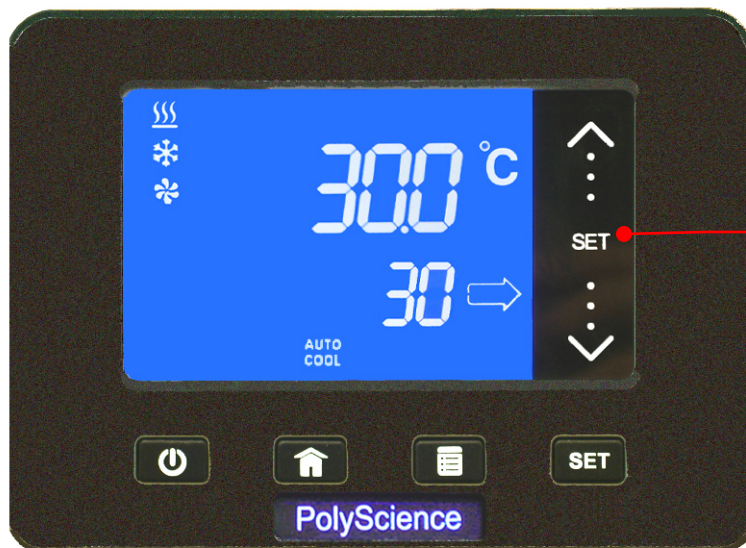 30.0 °C
SET
30
AUTO
COOL
SET
PolyScience